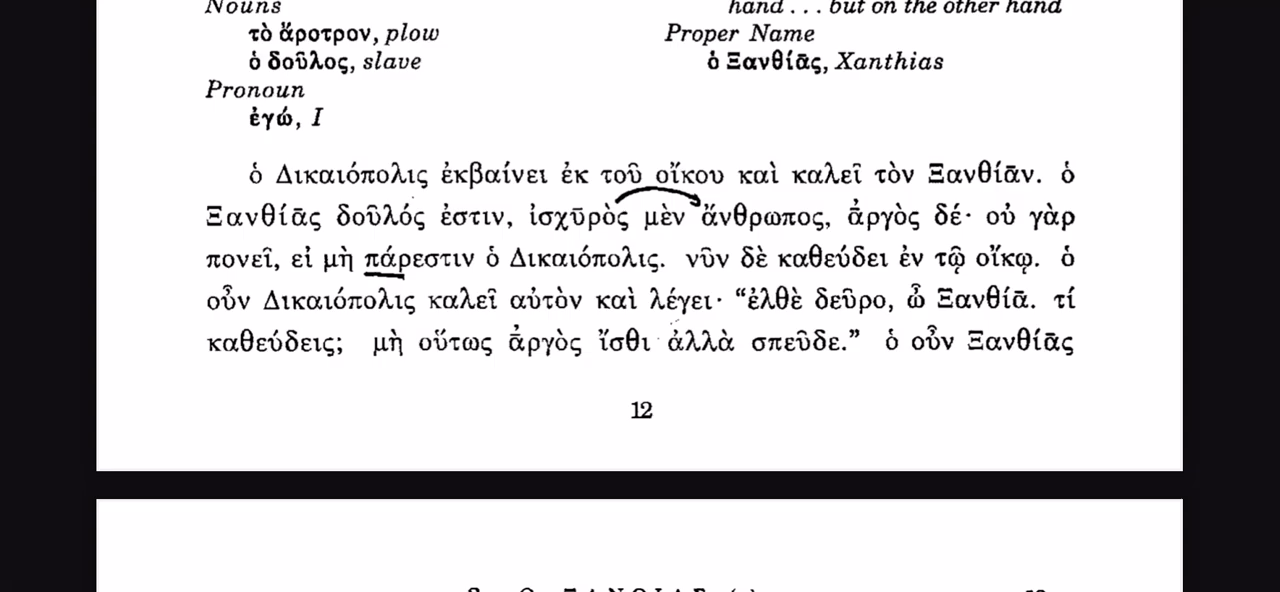 Nouns
hand . . . but on the other hand
τὸ ἄροτρον, plow
Proper Name
ὁ δοῦλος, slave
ὁ Ξανθίᾱς, Xanthias
Pronoun
ἐγώ, I
ὁ Δικαιόπολις ἐκβαίνει ἐκ τοῦ οἴκου καὶ καλεῖ τὸν Ξανθίᾱν. ὁ
Ξανθίᾱς δοῦλός ἐστιν, ἰσχῡρὸς μὲν ἄνθρωπος, ᾱ̓ργὸς δέ· οὐ γὰρ
πονεῖ, εἰ μὴ πάρεστιν ὁ Δικαιόπολις. νῦν δὲ καθεύδει ἐν τῷ οἴκῳ. ὁ
οὖν Δικαιόπολις καλεῖ αὐτὸν καὶ λέγει· “ἐλθὲ δεῦρο, ὦ Ξανθίᾱ. τί
καθεύδεις; μὴ οὕτως ᾱ̓ργὸς ἴσθι ἀλλὰ σπεῦδε.” ὁ οὖν Ξανθίᾱς
12